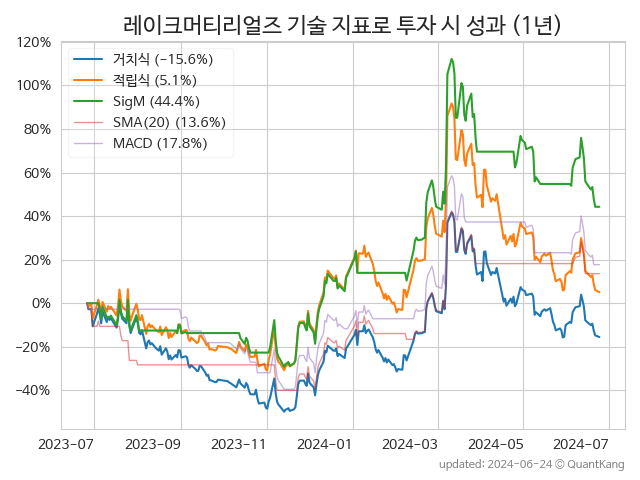 레이크머티리얼즈 기술 지표로 투자 시 성과 (1년)
120%
100%
80%
60%
40%
20%
0%
−20%
−40%
거치식 (−15.6%)
적립식 (5.1%)
SigM (44.4%)
SMA(20) (13.6%)
MACD (17.8%)
2023-07 2023-09 2023-11 2024-01 2024-03 2024-05 2024-07
updated: 2024-06-24 © QuantKang